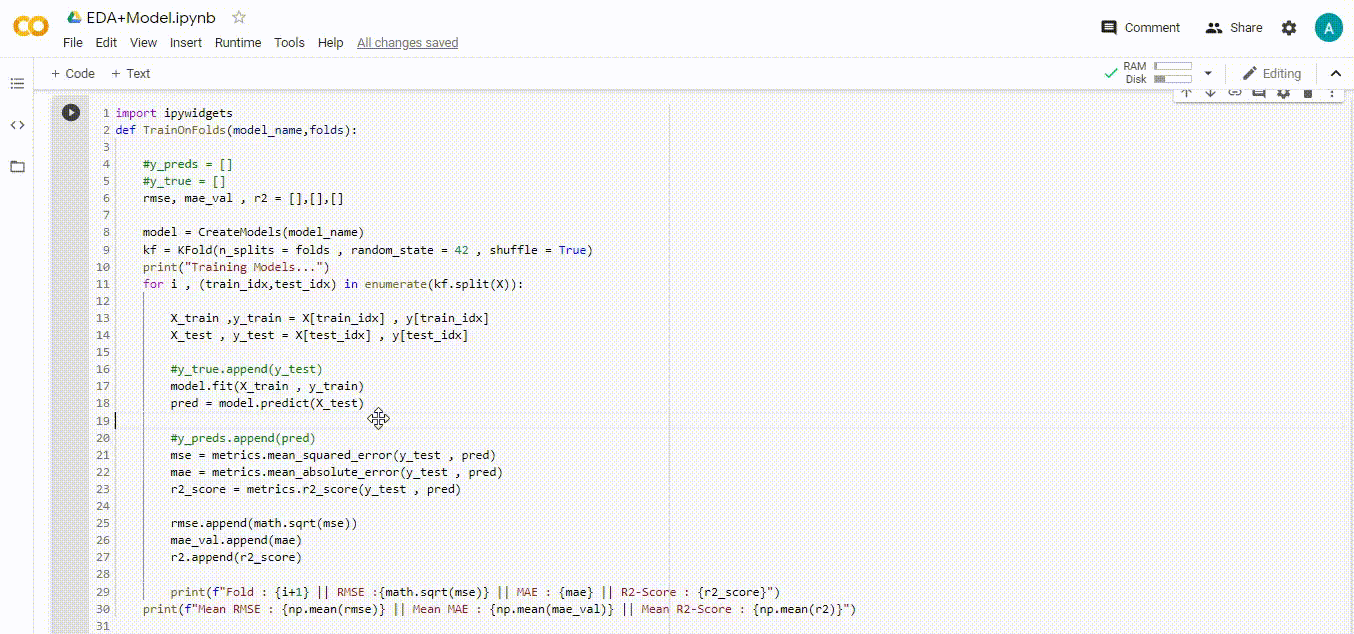 EDA+Model.ipynb
File Edit View Insert Runtime Tools Help All changes saved
Comment Share A
+ Code + Text
RAM
Disk
Editing
1 import ipywidgets
2 def TrainOnFolds(model_name,folds):
3
4     #y_preds = []
5     #y_true = []
6     rmse, mae_val , r2 = [],[],[]
7
8     model = CreateModels(model_name)
9     kf = KFold(n_splits = folds , random_state = 42 , shuffle = True)
10     print("Training Models...")
11     for i , (train_idx,test_idx) in enumerate(kf.split(X)):
12
13         X_train ,y_train = X[train_idx] , y[train_idx]
14         X_test , y_test = X[test_idx] , y[test_idx]
15
16         #y_true.append(y_test)
17         model.fit(X_train , y_train)
18         pred = model.predict(X_test)
19
20         #y_preds.append(pred)
21         mse = metrics.mean_squared_error(y_test , pred)
22         mae = metrics.mean_absolute_error(y_test , pred)
23         r2_score = metrics.r2_score(y_test , pred)
24
25         rmse.append(math.sqrt(mse))
26         mae_val.append(mae)
27         r2.append(r2_score)
28
29         print(f"Fold : {i+1} || RMSE :{math.sqrt(mse)} || MAE : {mae} || R2-Score : {r2_score}")
30     print(f"Mean RMSE : {np.mean(rmse)} || Mean MAE : {np.mean(mae_val)} || Mean R2-Score : {np.mean(r2)}")
31